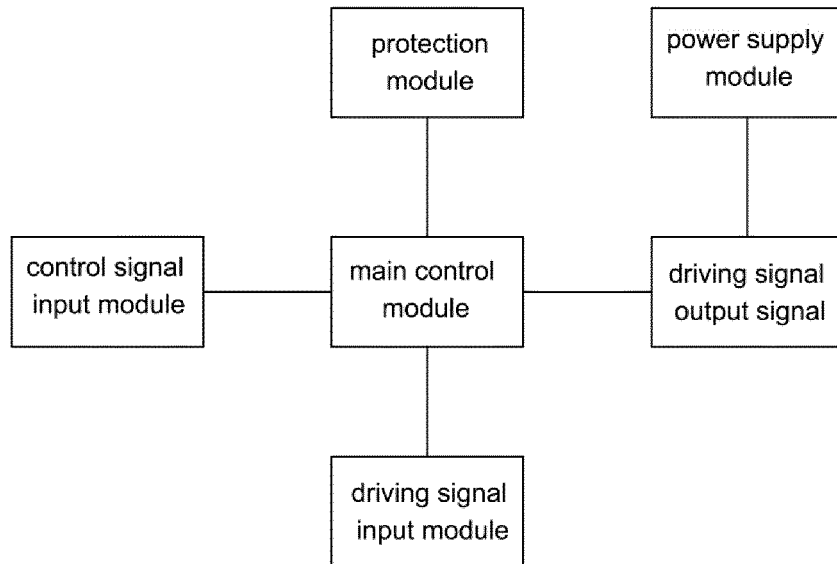 protection
module
power supply
module
control signal
input module
main control
module
driving signal
output signal
driving signal
input module